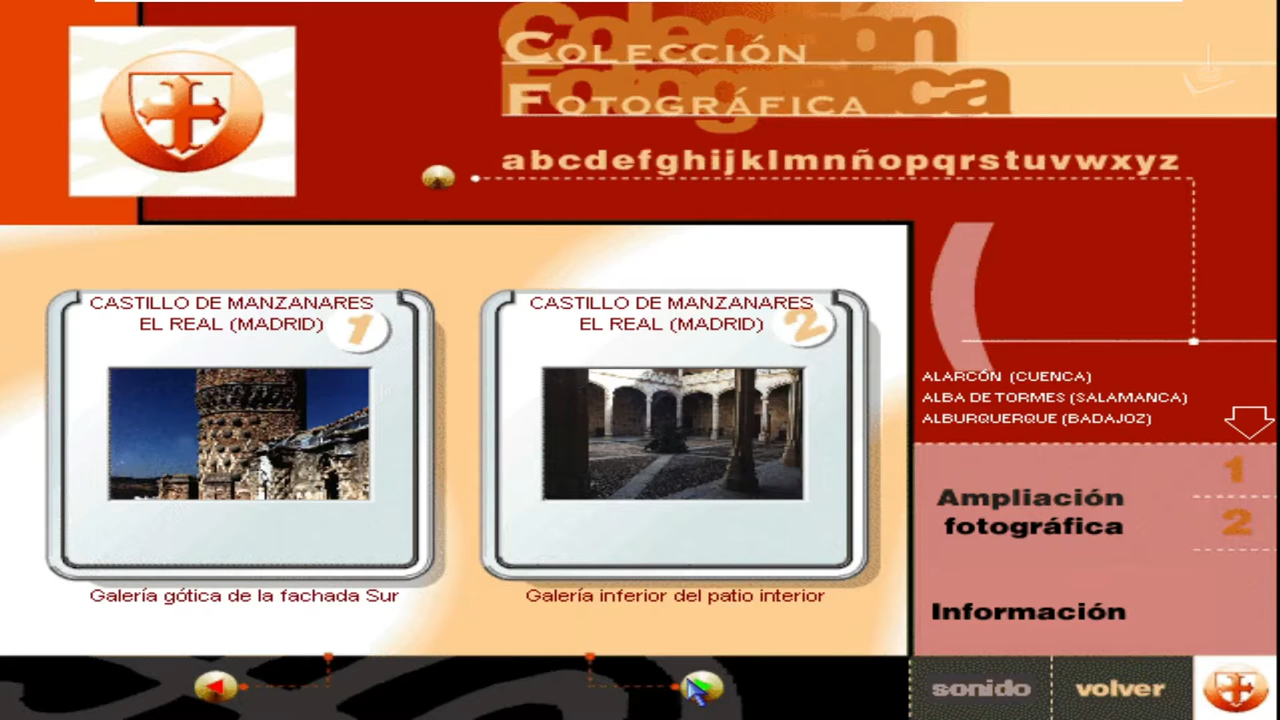 Colección
COLECCIÓN
Fotográfica
FOTOGRÁFICA
abcdefghijklmnñopqrstuvwxyz
CASTILLO DE MANZANARES
EL REAL (MADRID)
1
CASTILLO DE MANZANARES
EL REAL (MADRID)
2
Galería gótica de la fachada Sur
Galería inferior del patio interior
ALARCÓN (CUENCA)
ALBA DE TORMES (SALAMANCA)
ALBURQUERQUE (BADAJOZ)
Ampliación
fotográfica
1
2
Información
sonido
volver